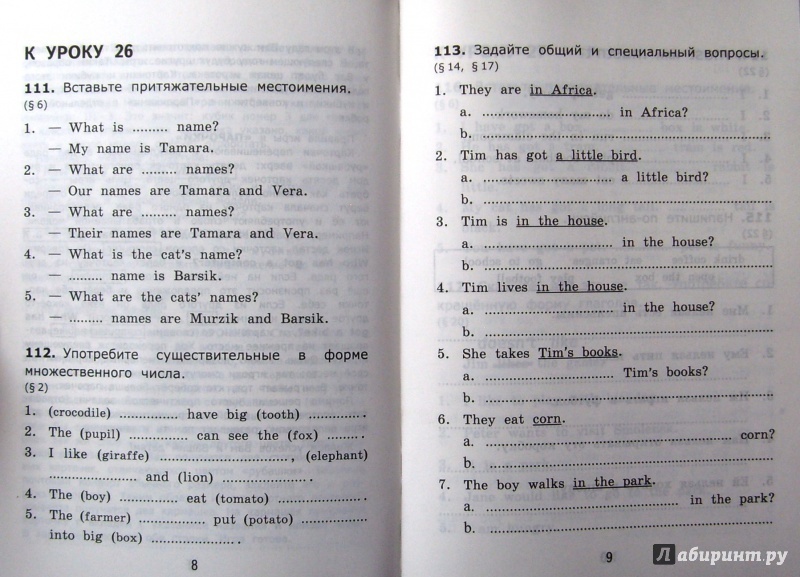 К УРОКУ 26
111. Вставьте притяжательные местоимения.
(§ 6)
1. — What is ......... name?
— My name is Tamara.
2. — What are ......... names?
— Our names are Tamara and Vera.
3. — What are ......... names?
— Their names are Tamara and Vera.
4. — What is the cat's name?
— ......... name is Barsik.
5. — What are the cats' names?
— ......... names are Murzik and Barsik.
112. Употребите существительные в форме
множественного числа.
(§ 2)
1. (crocodile) .............. have big (tooth) .............. .
2. The (pupil) .............. can see the (fox) ........ .
3. I like (giraffe) ..............................., (elephant)
........................... and (lion) ..................... .
4. The (boy) ............. eat (tomato) ................ .
5. The (farmer) ............... put (potato) ................
into big (box) ..................... .
8
113. Задайте общий и специальный вопросы.
(§ 14, § 17)
1. They are in Africa.
a. .............................. in Africa?
b. ......................................................................
2. Tim has got a little bird.
a. .............................. a little bird?
b. ......................................................................
3. Tim is in the house.
a. .............................. in the house?
b. ......................................................................
4. Tim lives in the house.
a. .............................. in the house?
b. ......................................................................
5. She takes Tim's books.
a. .............................. Tim's books?
b. ......................................................................
6. They eat corn.
a. ............................................................ corn?
b. ......................................................................
7. The boy walks in the park.
a. ............................................. in the park?
b. ......................................................................
9
Лабиринт.ру